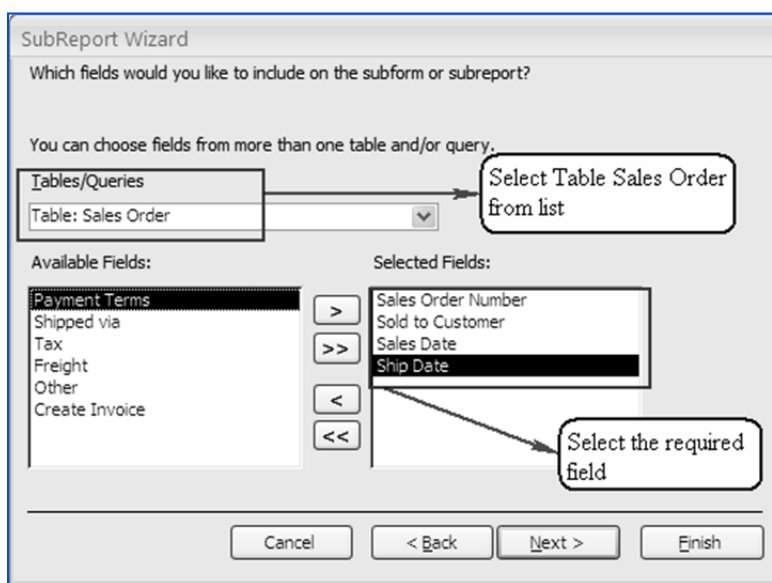 SubReport Wizard
Which fields would you like to include on the subform or subreport?
You can choose fields from more than one table and/or query.
Tables/Queries
Table: Sales Order
Select Table Sales Order
from list
Available Fields:
Payment Terms
Shipped via
Tax
Freight
Other
Create Invoice
>
>>
<
<<
Selected Fields:
Sales Order Number
Sold to Customer
Sales Date
Ship Date
Select the required
field
Cancel
< Back
Next >
Finish